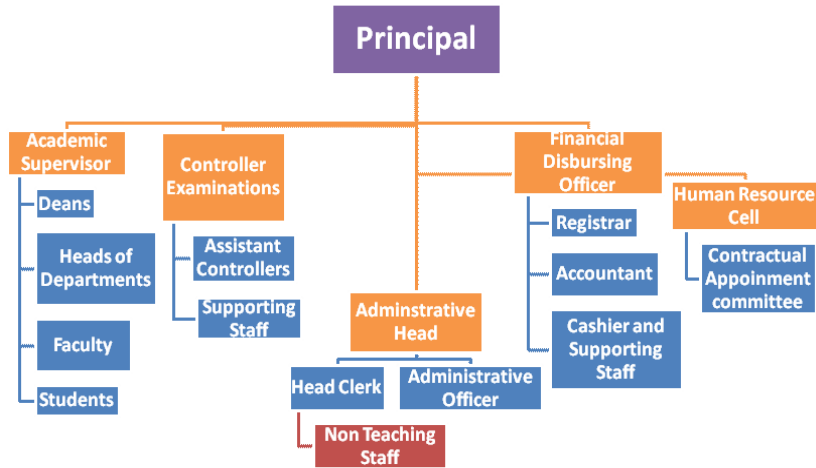 Principal
Academic
Supervisor
Deans
Heads of
Departments
Faculty
Students
Controller
Examinations
Assistant
Controllers
Supporting
Staff
Adminstrative
Head
Head Clerk
Non Teaching
Staff
Administrative
Officer
Financial
Disbursing
Officer
Registrar
Accountant
Cashier and
Supporting
Staff
Human Resource
Cell
Contractual
Appoinment
committee